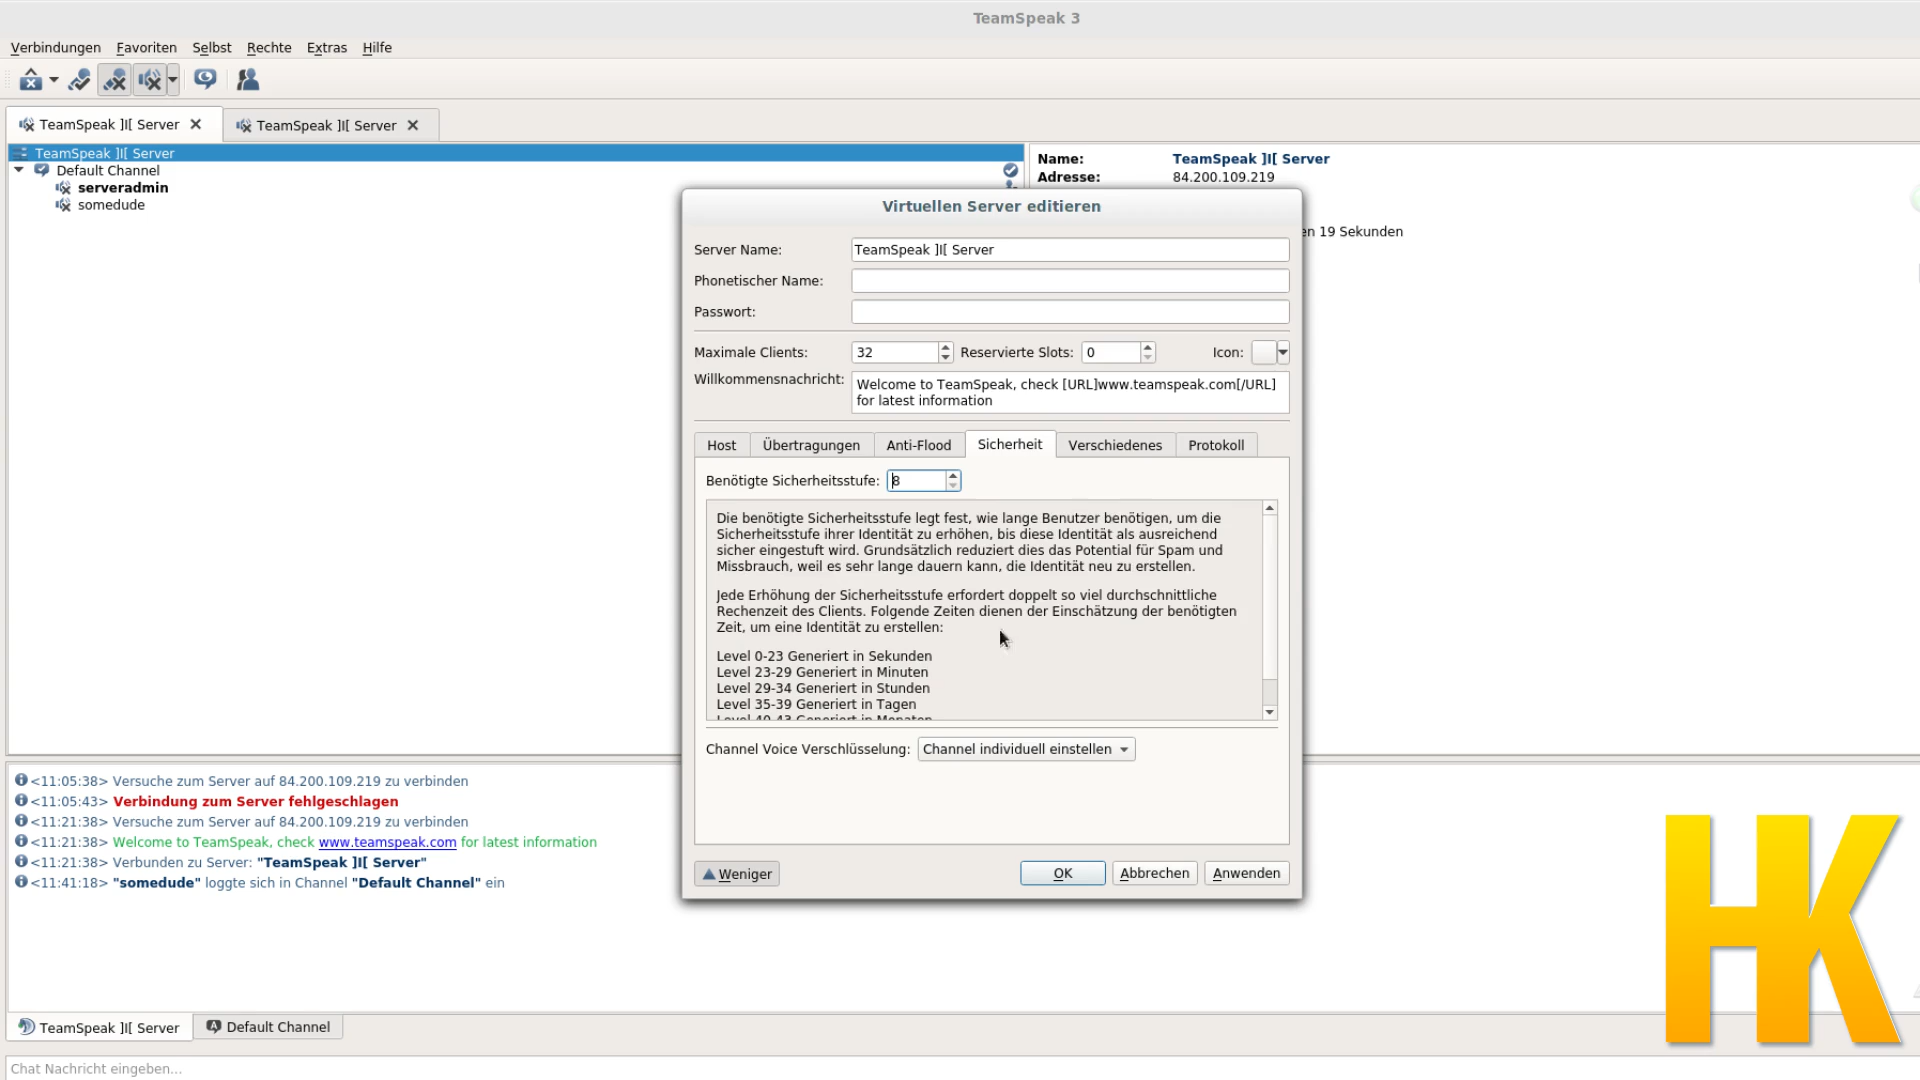 TeamSpeak 3
Verbindungen Favoriten Selbst Rechte Extras Hilfe
TeamSpeak ]I[ Server TeamSpeak ]I[ Server
TeamSpeak ]I[ Server
Default Channel
serveradmin
somedude
Name: TeamSpeak ]I[ Server
Adresse: 84.200.109.219
en 19 Sekunden
Virtuellen Server editieren
Server Name: TeamSpeak ]I[ Server
Phonetischer Name:
Passwort:
Maximale Clients: 32 Reservierte Slots: 0 Icon:
Willkommensnachricht: Welcome to TeamSpeak, check [URL]www.teamspeak.com[/URL]
for latest information
Host Übertragungen Anti-Flood Sicherheit Verschiedenes Protokoll
Benötigte Sicherheitsstufe: 8
Die benötigte Sicherheitsstufe legt fest, wie lange Benutzer benötigen, um die
Sicherheitsstufe ihrer Identität zu erhöhen, bis diese Identität als ausreichend
sicher eingestuft wird. Grundsätzlich reduziert dies das Potential für Spam und
Missbrauch, weil es sehr lange dauern kann, die Identität neu zu erstellen.
Jede Erhöhung der Sicherheitsstufe erfordert doppelt so viel durchschnittliche
Rechenzeit des Clients. Folgende Zeiten dienen der Einschätzung der benötigten
Zeit, um eine Identität zu erstellen:
Level 0-23 Generiert in Sekunden
Level 23-29 Generiert in Minuten
Level 29-34 Generiert in Stunden
Level 35-39 Generiert in Tagen
Level 40-43 Generiert in Monaten
Channel Voice Verschlüsselung: Channel individuell einstellen
Weniger OK Abbrechen Anwenden
<11:05:38> Versuche zum Server auf 84.200.109.219 zu verbinden
<11:05:43> Verbindung zum Server fehlgeschlagen
<11:21:38> Versuche zum Server auf 84.200.109.219 zu verbinden
<11:21:38> Welcome to TeamSpeak, check www.teamspeak.com for latest information
<11:21:38> Verbunden zu Server: "TeamSpeak ]I[ Server"
<11:41:18> "somedude" loggte sich in Channel "Default Channel" ein
HK
TeamSpeak ]I[ Server Default Channel
Chat Nachricht eingeben...